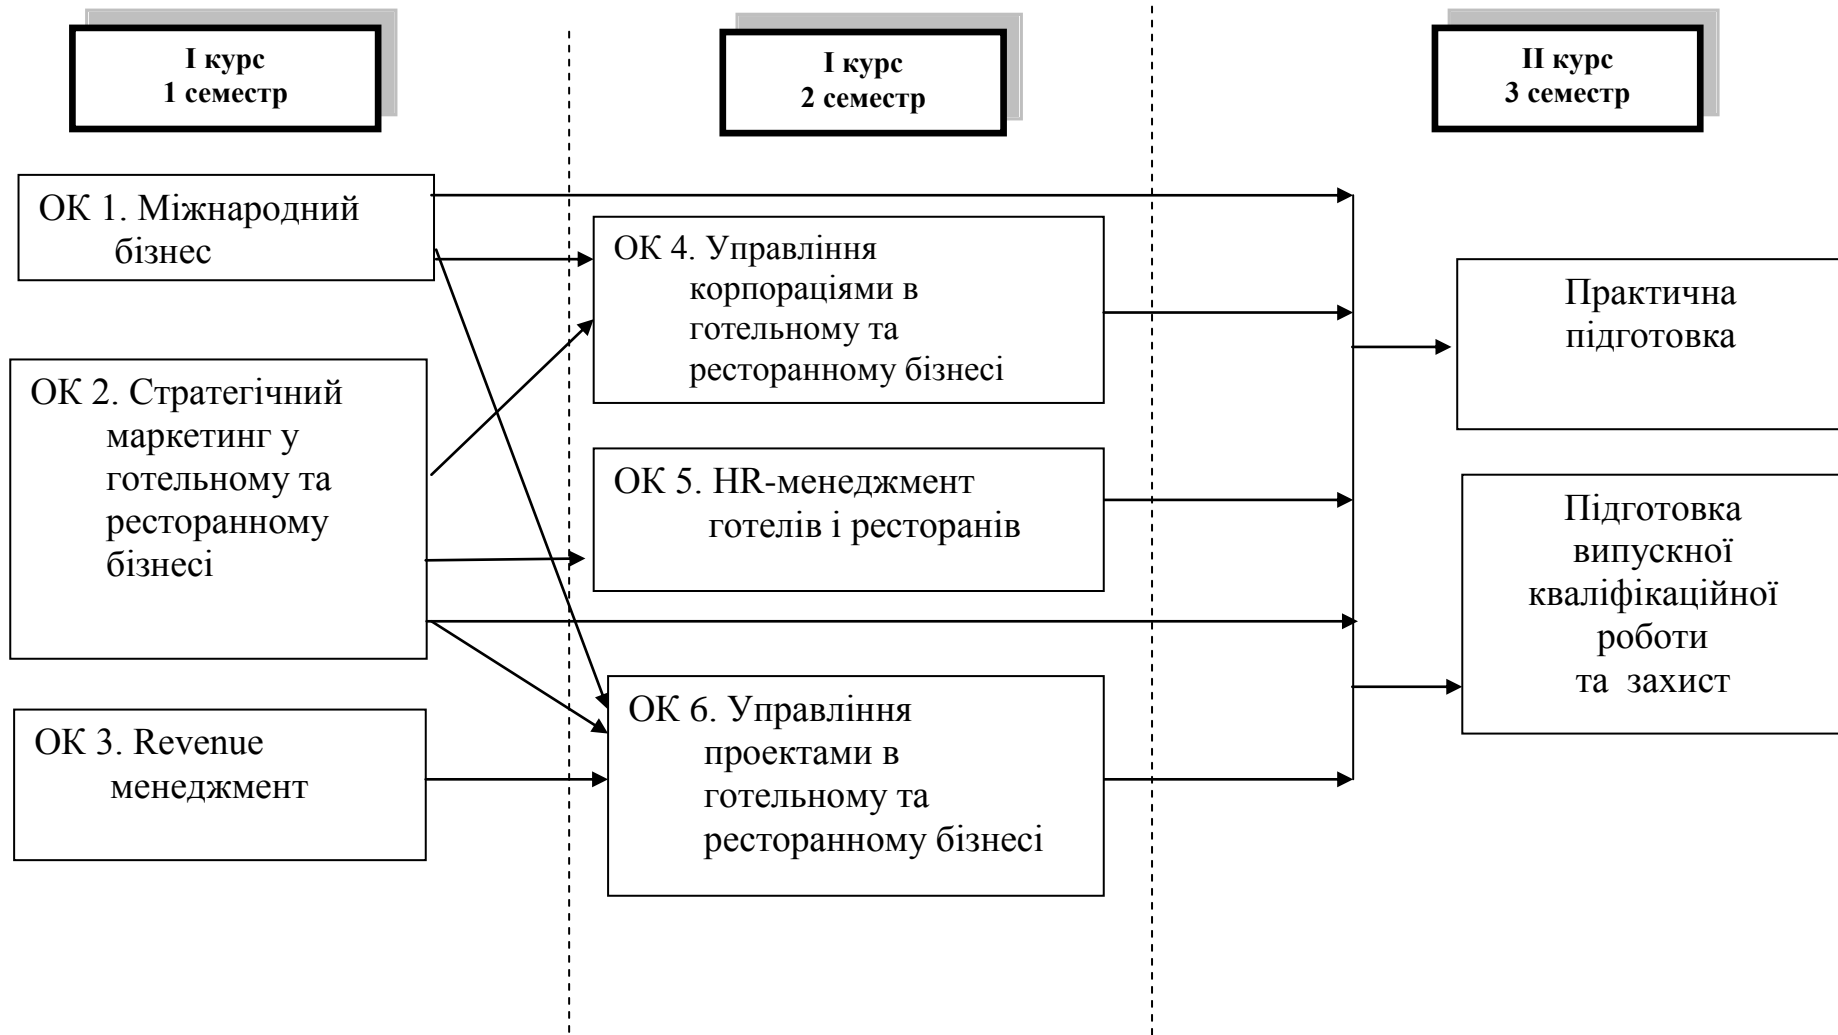 І курс
1 семестр
І курс
2 семестр
ІІ курс
3 семестр
ОК 1. Міжнародний
бізнес
ОК 2. Стратегічний
маркетинг у
готельному та
ресторанному
бізнесі
ОК 3. Revenue
менеджмент
ОК 4. Управління
корпораціями в
готельному та
ресторанному бізнесі
ОК 5. HR-менеджмент
готелів і ресторанів
ОК 6. Управління
проектами в
готельному та
ресторанному бізнесі
Практична
підготовка
Підготовка
випускної
кваліфікаційної
роботи
та захист